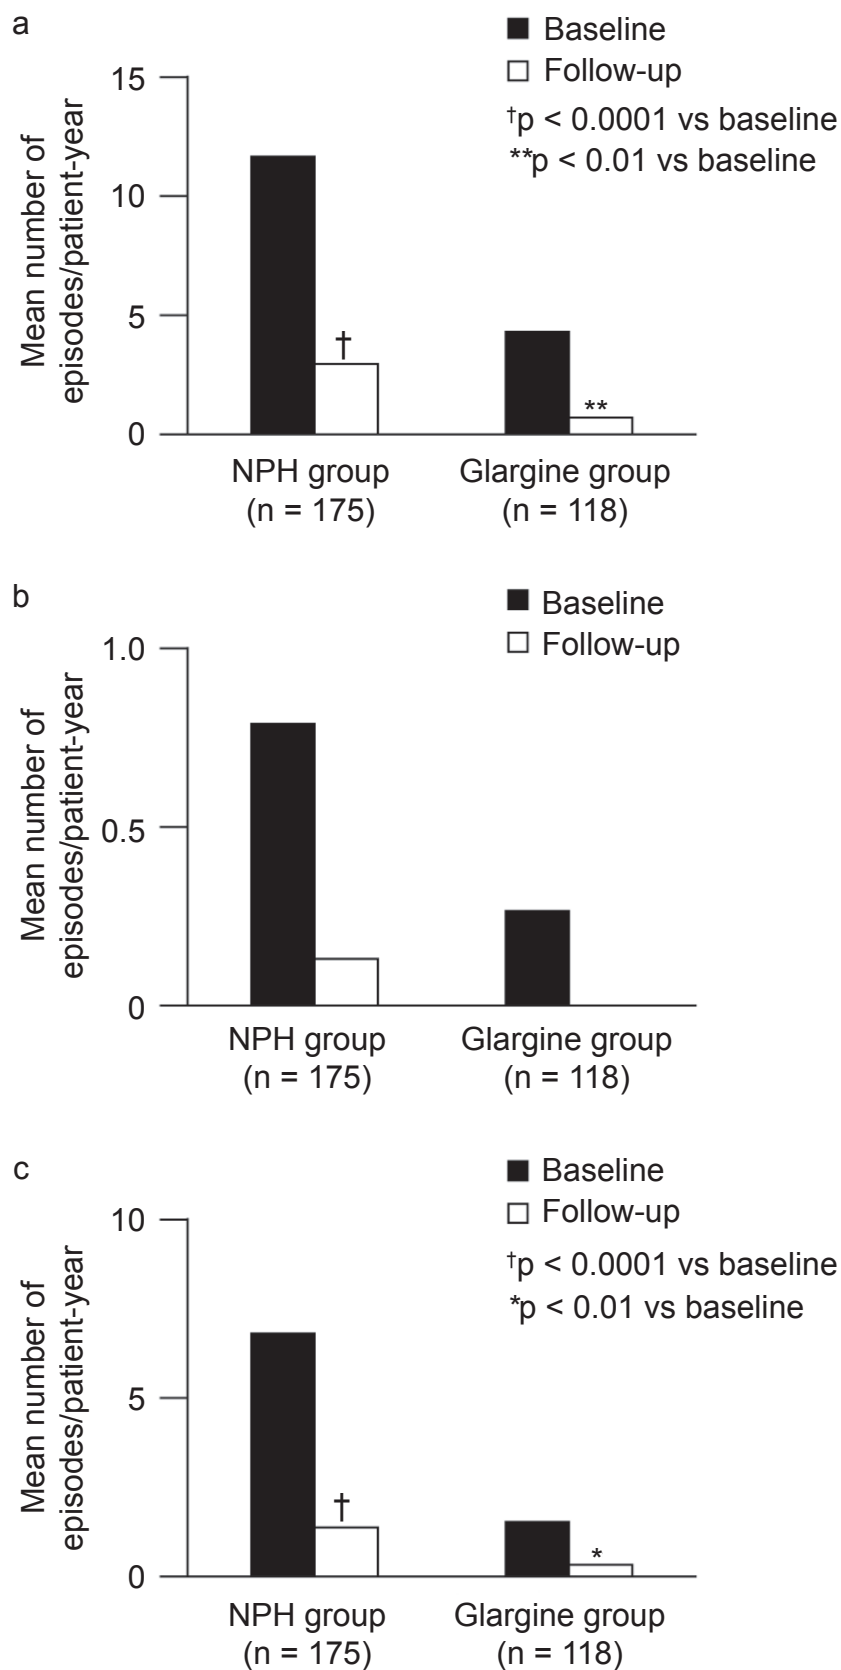 a
■ Baseline
□ Follow-up
†p < 0.0001 vs baseline
**p < 0.01 vs baseline
Mean number of
episodes/patient-year
15
10
5
0
†
**
NPH group
(n = 175)
Glargine group
(n = 118)
b
■ Baseline
□ Follow-up
Mean number of
episodes/patient-year
1.0
0.5
0
NPH group
(n = 175)
Glargine group
(n = 118)
c
■ Baseline
□ Follow-up
†p < 0.0001 vs baseline
*p < 0.01 vs baseline
Mean number of
episodes/patient-year
10
5
0
†
*
NPH group
(n = 175)
Glargine group
(n = 118)